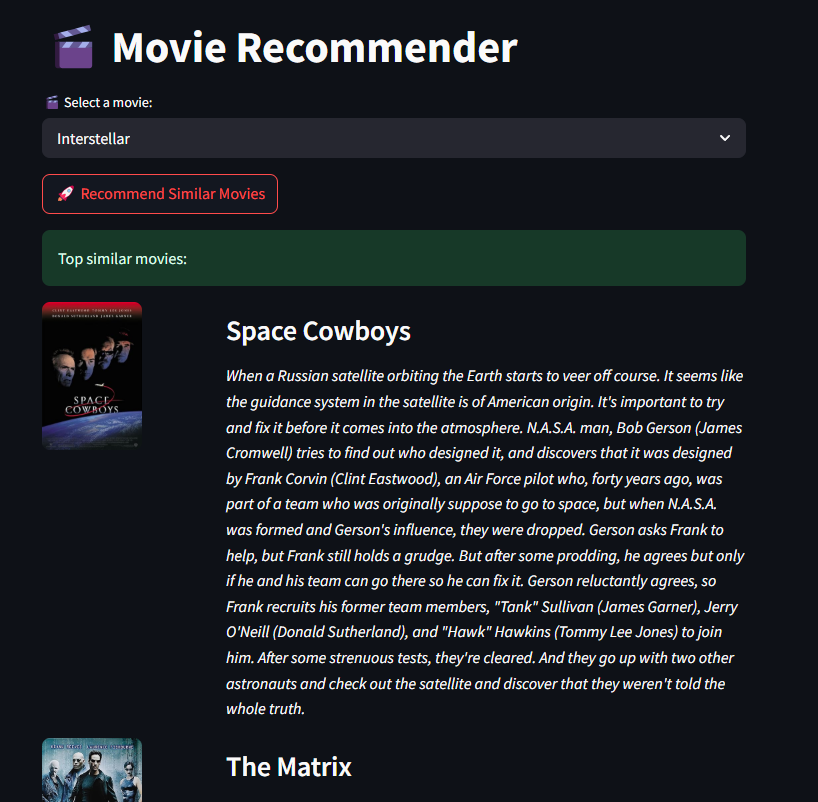 Movie Recommender
Select a movie:
Interstellar
Recommend Similar Movies
Top similar movies:
SPACE
COWBOYS
Space Cowboys
When a Russian satellite orbiting the Earth starts to veer off course. It seems like
the guidance system in the satellite is of American origin. It's important to try
and fix it before it comes into the atmosphere. N.A.S.A. man, Bob Gerson (James
Cromwell) tries to find out who designed it, and discovers that it was designed
by Frank Corvin (Clint Eastwood), an Air Force pilot who, forty years ago, was
part of a team who was originally suppose to go to space, but when N.A.S.A.
was formed and Gerson's influence, they were dropped. Gerson asks Frank to
help, but Frank still holds a grudge. But after some prodding, he agrees but only
if he and his team can go there so he can fix it. Gerson reluctantly agrees, so
Frank recruits his former team members, "Tank" Sullivan (James Garner), Jerry
O'Neill (Donald Sutherland), and "Hawk" Hawkins (Tommy Lee Jones) to join
him. After some strenuous tests, they're cleared. And they go up with two other
astronauts and check out the satellite and discover that they weren't told the
whole truth.
The Matrix